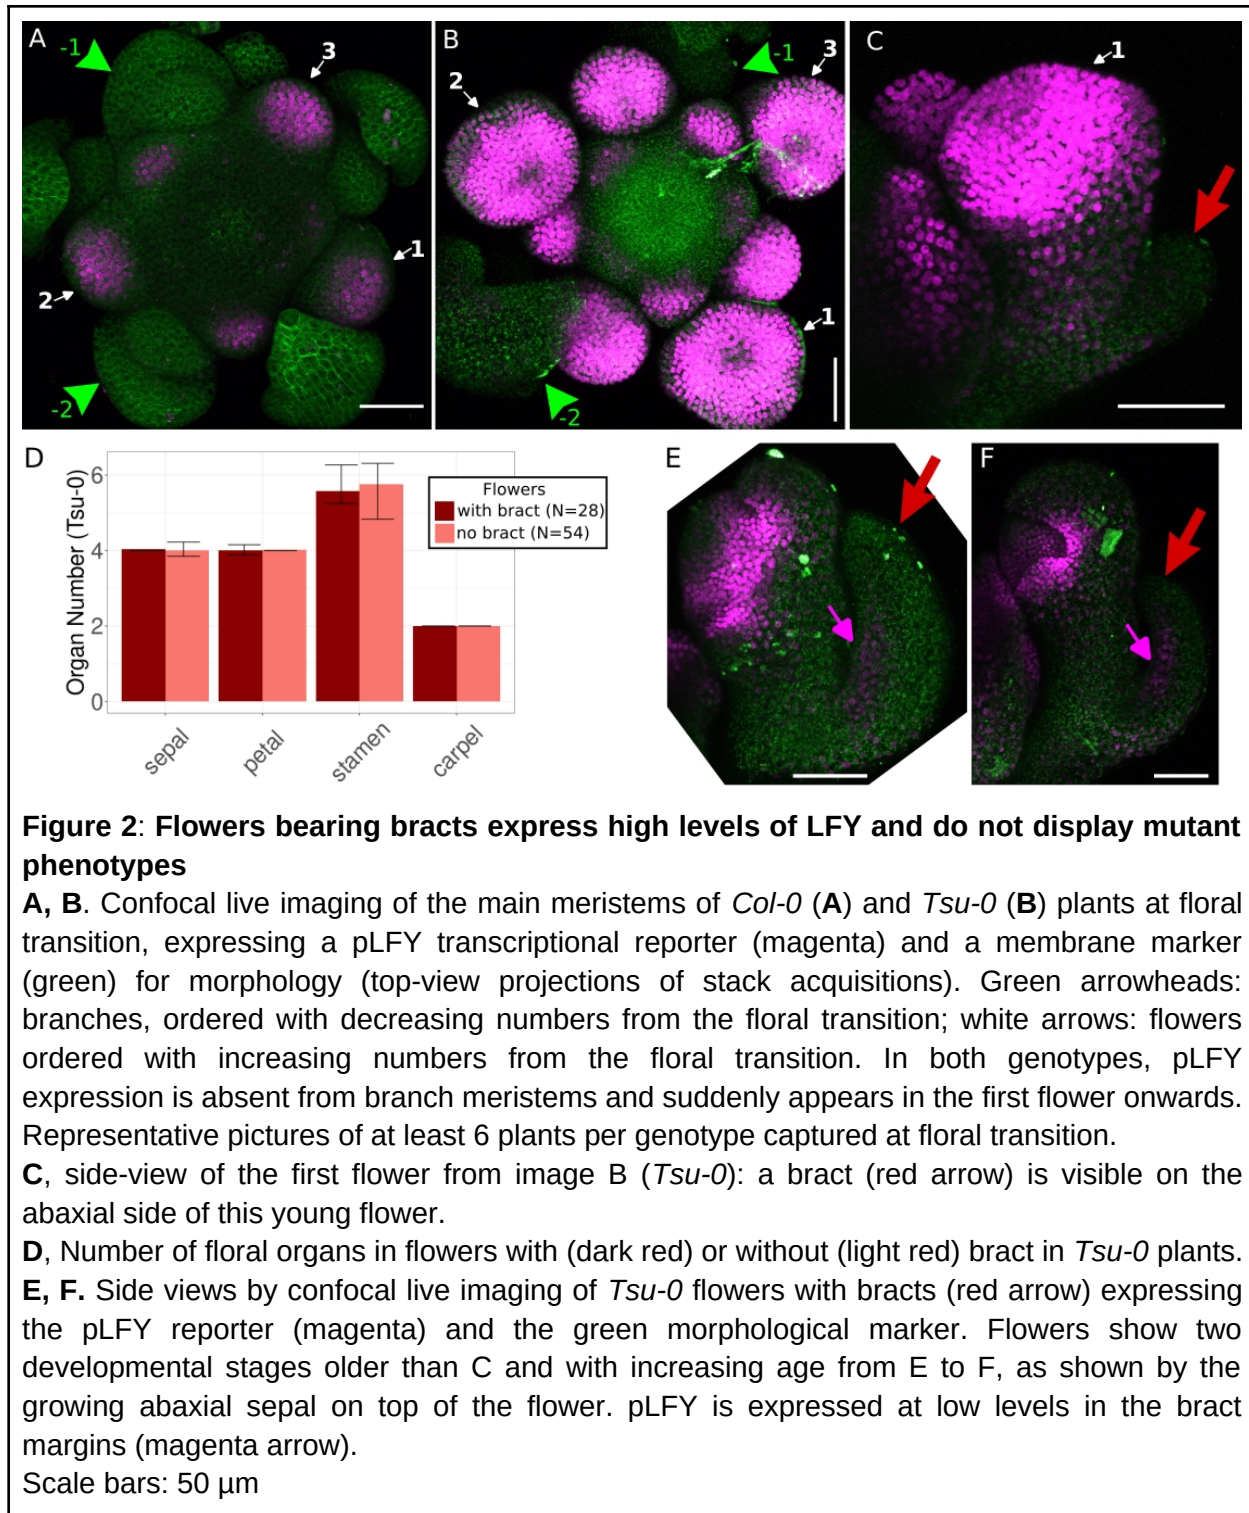 A
-1
3
1
2
-2
B
-1
3
2
1
-2
C
1
D
Organ Number (Tsu-0)
6
4
2
0
Flowers
with bract (N=28)
no bract (N=54)
sepal
petal
stamen
carpel
E
F
Figure 2: Flowers bearing bracts express high levels of LFY and do not display mutant
phenotypes
A, B. Confocal live imaging of the main meristems of Col-0 (A) and Tsu-0 (B) plants at floral
transition, expressing a pLFY transcriptional reporter (magenta) and a membrane marker
(green) for morphology (top-view projections of stack acquisitions). Green arrowheads:
branches, ordered with decreasing numbers from the floral transition; white arrows: flowers
ordered with increasing numbers from the floral transition. In both genotypes, pLFY
expression is absent from branch meristems and suddenly appears in the first flower onwards.
Representative pictures of at least 6 plants per genotype captured at floral transition.
C, side-view of the first flower from image B (Tsu-0): a bract (red arrow) is visible on the
abaxial side of this young flower.
D, Number of floral organs in flowers with (dark red) or without (light red) bract in Tsu-0 plants.
E, F. Side views by confocal live imaging of Tsu-0 flowers with bracts (red arrow) expressing
the pLFY reporter (magenta) and the green morphological marker. Flowers show two
developmental stages older than C and with increasing age from E to F, as shown by the
growing abaxial sepal on top of the flower. pLFY is expressed at low levels in the bract
margins (magenta arrow).
Scale bars: 50 µm